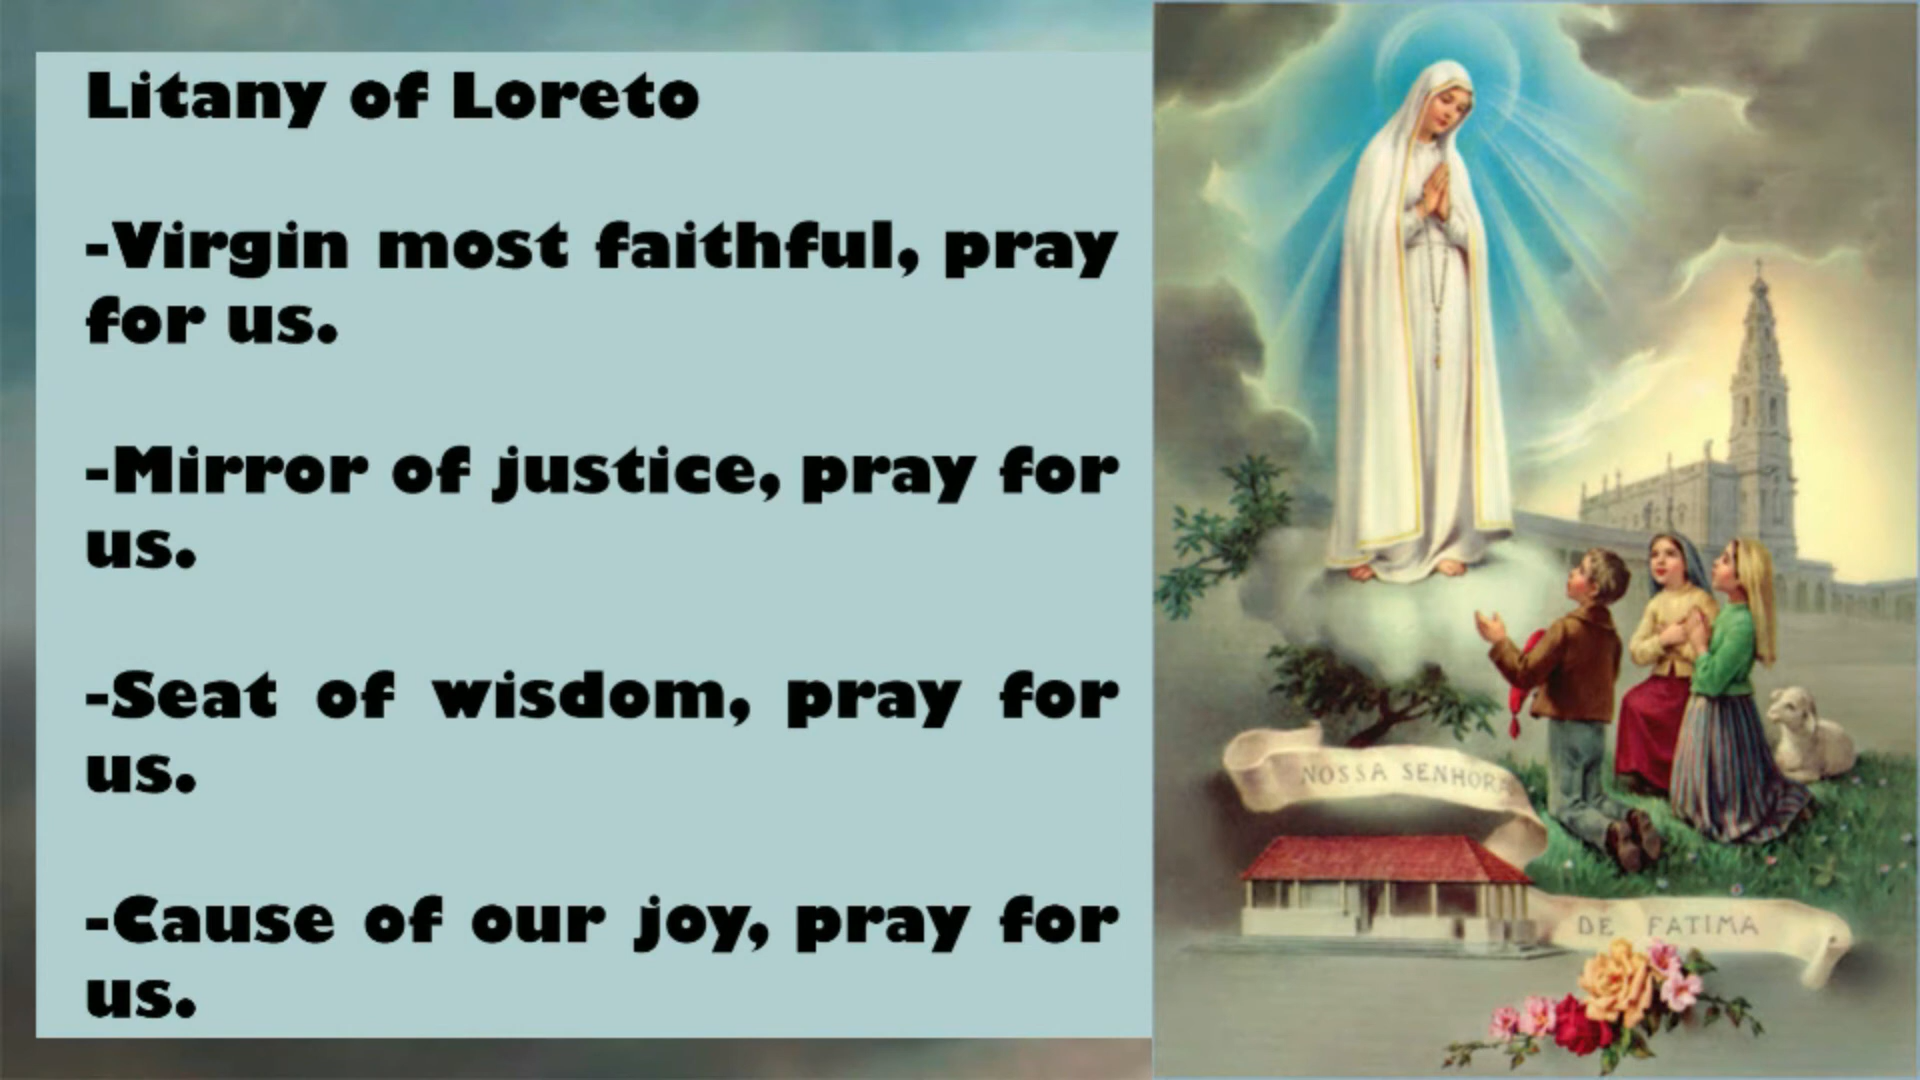 Litany of Loreto
-Virgin most faithful, pray
for us.
-Mirror of justice, pray for
us.
-Seat of wisdom, pray for
us.
-Cause of our joy, pray for
us.
NOSSA SENHORA
DE FATIMA